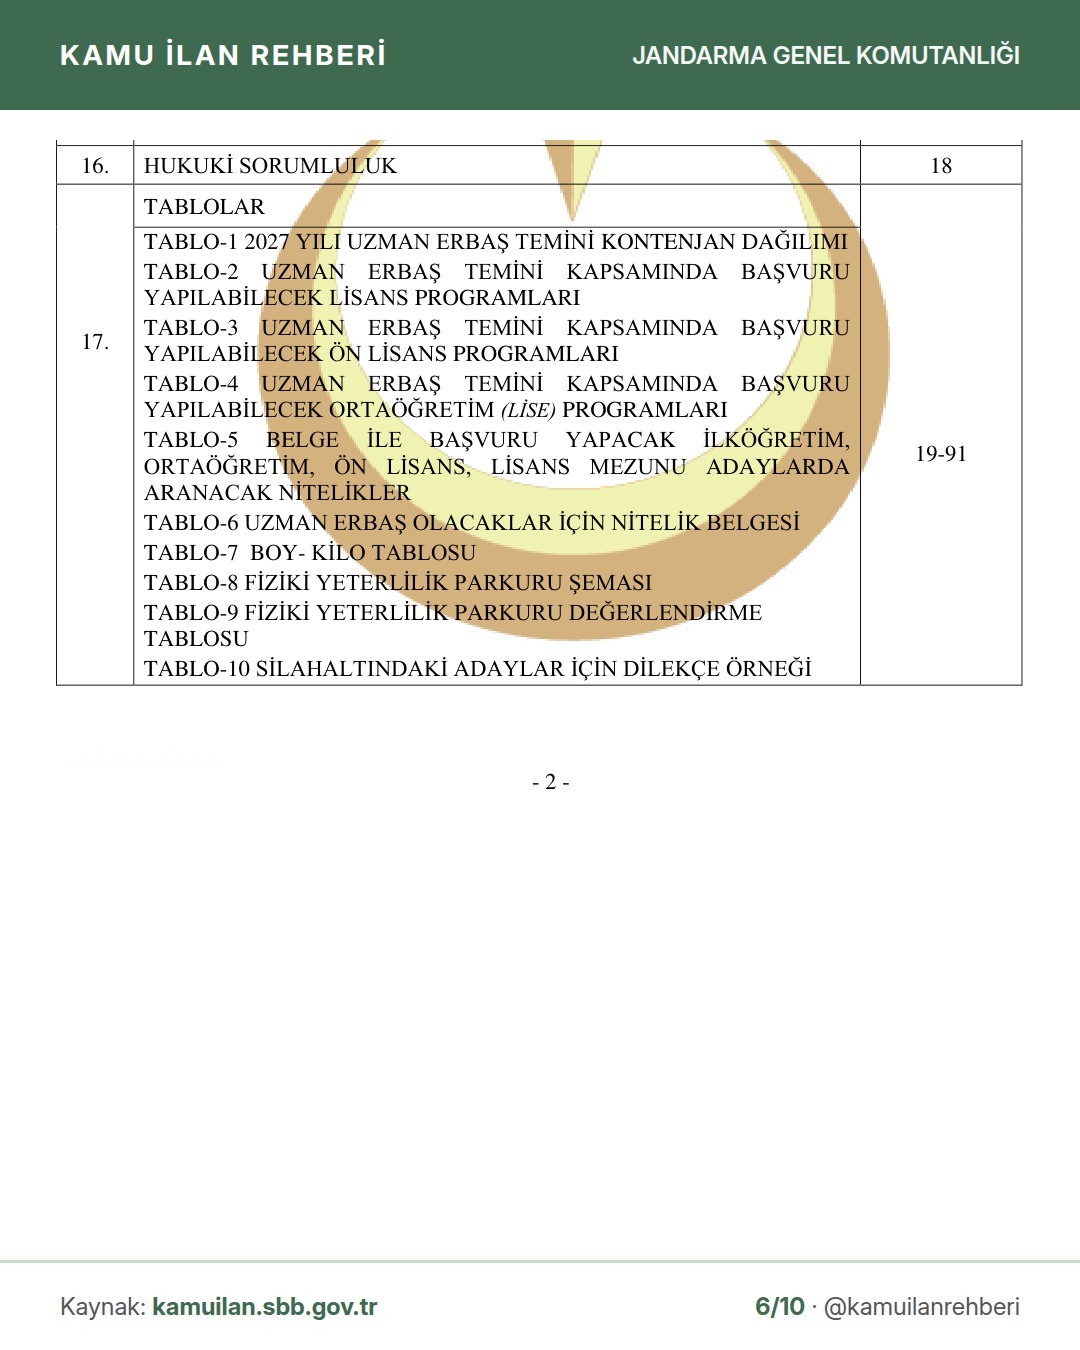 KAMU İLAN REHBERİ
JANDARMA GENEL KOMUTANLIĞI
16. HUKUKİ SORUMLULUK 18
TABLOLAR
TABLO-1 2027 YILI UZMAN ERBAŞ TEMİNİ KONTENJAN DAĞILIMI
TABLO-2 UZMAN ERBAŞ TEMİNİ KAPSAMINDA BAŞVURU
YAPILABİLECEK LİSANS PROGRAMLARI
TABLO-3 UZMAN ERBAŞ TEMİNİ KAPSAMINDA BAŞVURU
17.
YAPILABİLECEK ÖN LİSANS PROGRAMLARI
TABLO-4 UZMAN ERBAŞ TEMİNİ KAPSAMINDA BAŞVURU
YAPILABİLECEK ORTAÖĞRETİM (LİSE) PROGRAMLARI
TABLO-5 BELGE İLE BAŞVURU YAPACAK İLKÖĞRETİM,
19-91
ORTAÖĞRETİM, ÖN LİSANS, LİSANS MEZUNU ADAYLARDA
ARANACAK NİTELİKLER
TABLO-6 UZMAN ERBAŞ OLACAKLAR İÇİN NİTELİK BELGESİ
TABLO-7 BOY- KİLO TABLOSU
TABLO-8 FİZİKİ YETERLİLİK PARKURU ŞEMASI
TABLO-9 FİZİKİ YETERLİLİK PARKURU DEĞERLENDİRME
TABLOSU
TABLO-10 SİLAHALTINDAKİ ADAYLAR İÇİN DİLEKÇE ÖRNEĞİ
- 2 -
Kaynak: kamuilan.sbb.gov.tr
6/10 · @kamuilanrehberi